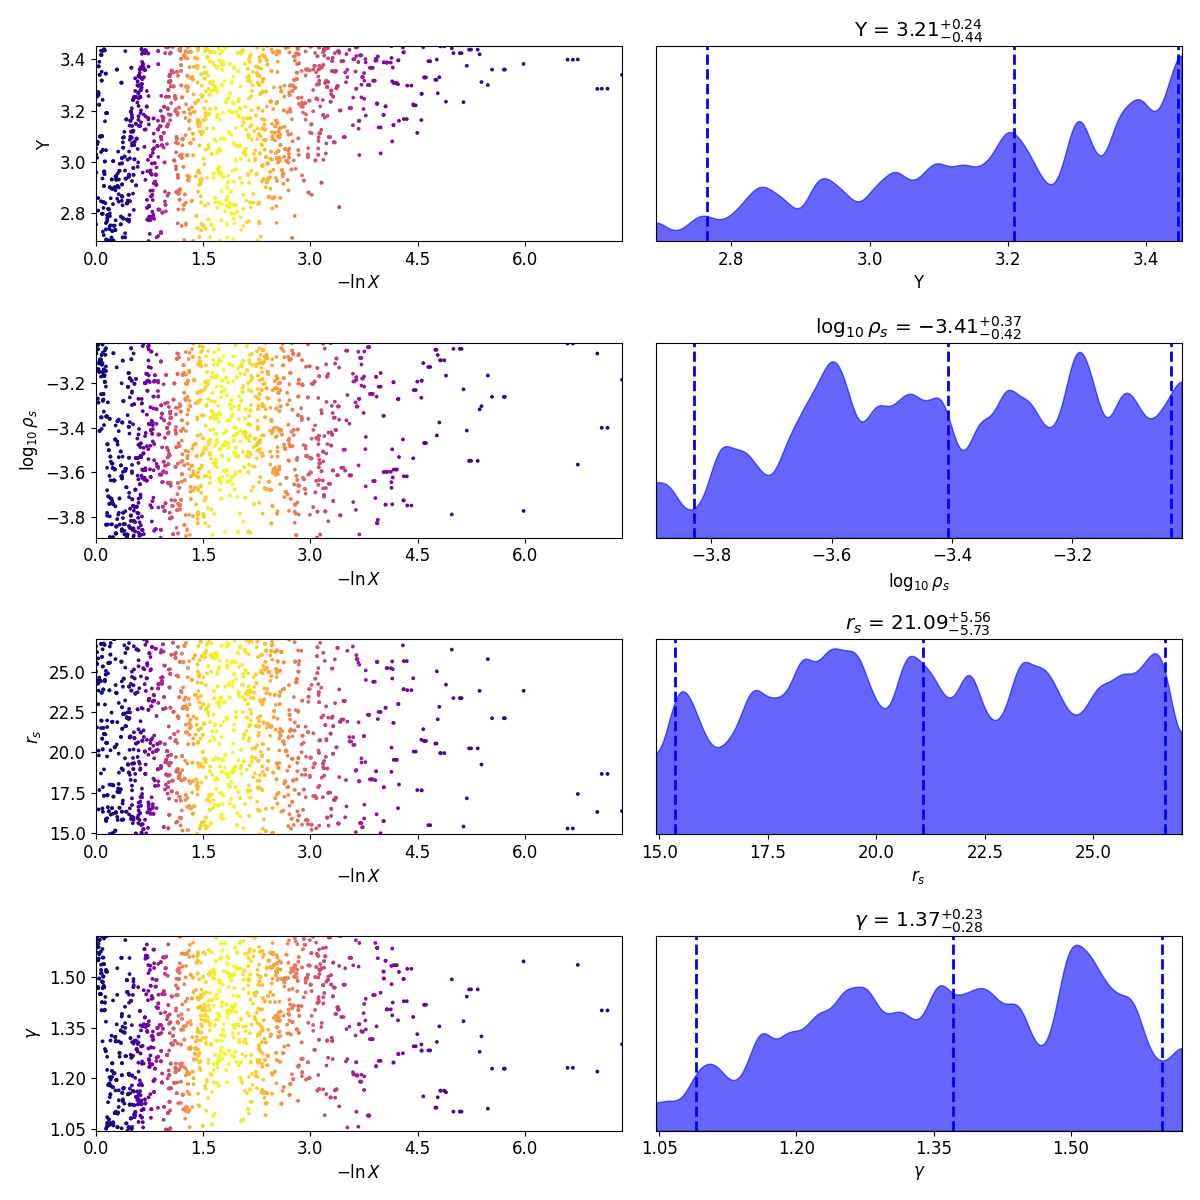 Y = 3.21^{+0.24}_{-0.44}
3.4
3.2
3.0
2.8
Y
0.0 1.5 3.0 4.5 6.0
2.8 3.0 3.2 3.4
−ln X
Y
log₁₀ ρₛ = −3.41^{+0.37}_{-0.42}
−3.2
−3.4
−3.6
−3.8
log₁₀ ρₛ
0.0 1.5 3.0 4.5 6.0
−3.8 −3.6 −3.4 −3.2
−ln X
log₁₀ ρₛ
rₛ = 21.09^{+5.56}_{-5.73}
25.0
22.5
20.0
17.5
15.0
rₛ
0.0 1.5 3.0 4.5 6.0
15.0 17.5 20.0 22.5 25.0
−ln X
rₛ
γ = 1.37^{+0.23}_{-0.28}
1.50
1.35
1.20
1.05
γ
0.0 1.5 3.0 4.5 6.0
1.05 1.20 1.35 1.50
−ln X
γ